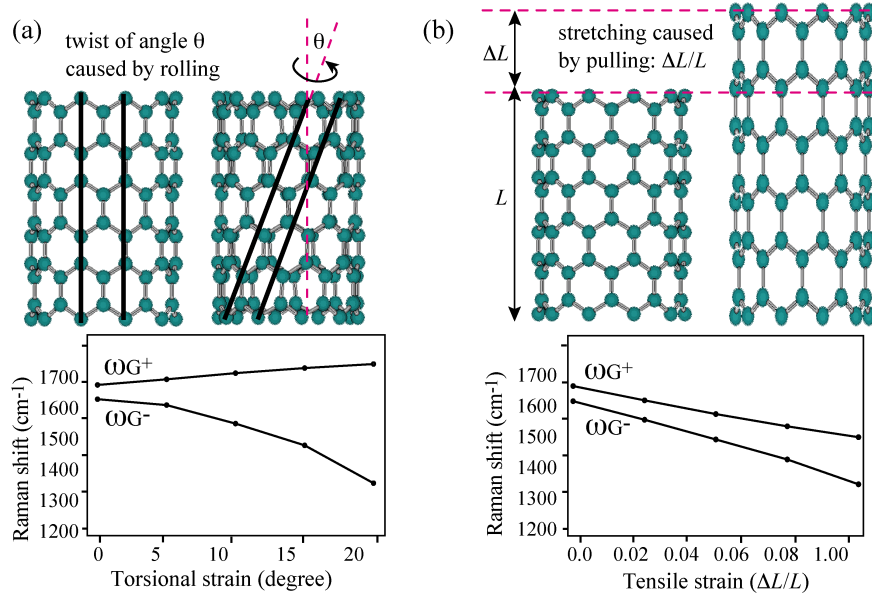 (a)
twist of angle θ
caused by rolling
θ
(b)
stretching caused
by pulling: ΔL/L
ΔL
L
Raman shift (cm-1)
1700
1600
1500
1400
1300
1200
ωG+
ωG-
0
5
10
15
20
Torsional strain (degree)
Raman shift (cm-1)
1700
1600
1500
1400
1300
1200
ωG+
ωG-
0.0
0.02
0.04
0.06
0.08
1.00
Tensile strain (ΔL/L)